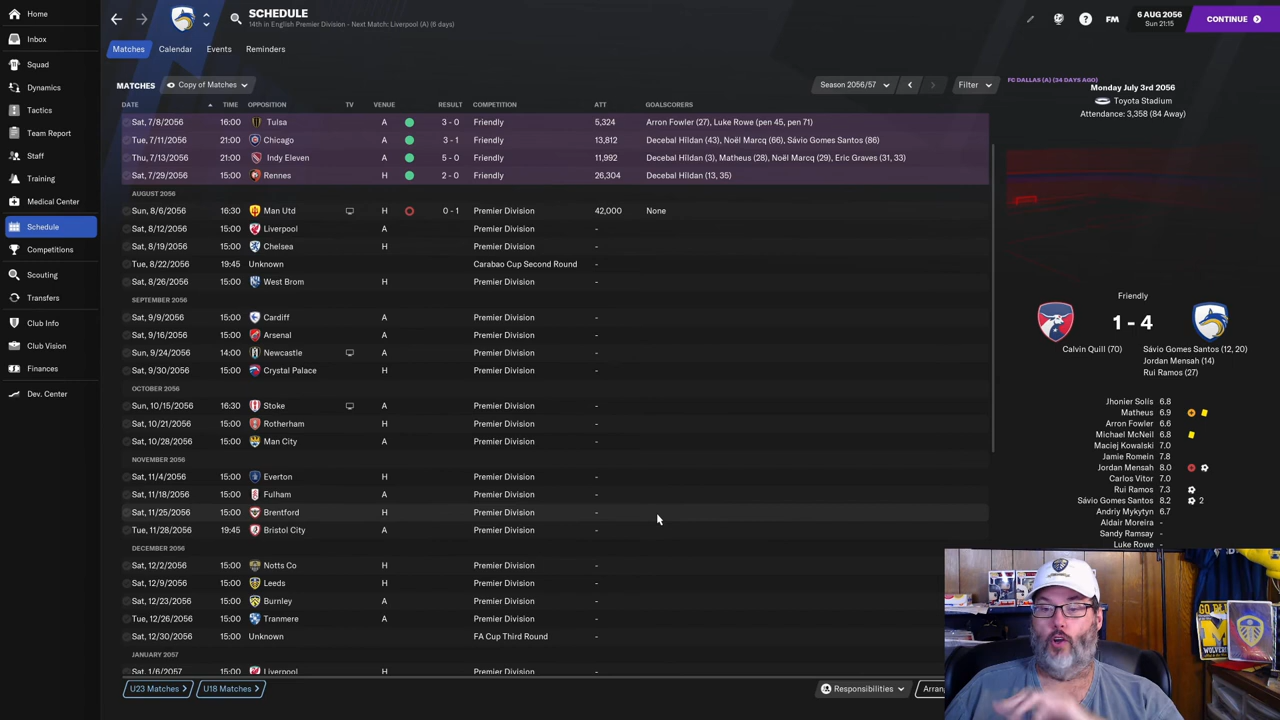 Home
SCHEDULE
14th in English Premier Division - Next Match: Liverpool (A) (6 days)
FM
6 AUG 2056
Sun 21:15
CONTINUE
Inbox
Squad
Dynamics
Tactics
Team Report
Staff
Training
Medical Center
Schedule
Competitions
Scouting
Transfers
Club Info
Club Vision
Finances
Dev. Center
Matches Calendar Events Reminders
MATCHES Copy of Matches Season 2056/57 Filter
DATE TIME OPPOSITION TV VENUE RESULT COMPETITION ATT GOALSCORERS
Sat, 7/8/2056 16:00 Tulsa A 3 - 0 Friendly 5,324 Arron Fowler (27), Luke Rowe (pen 45, pen 71)
Tue, 7/11/2056 21:00 Chicago A 3 - 1 Friendly 13,812 Decebal Hîldan (43), Noël Marcq (66), Sávio Gomes Santos (86)
Thu, 7/13/2056 21:00 Indy Eleven A 5 - 0 Friendly 11,992 Decebal Hîldan (3), Matheus (28), Noël Marcq (29), Eric Graves (31, 33)
Sat, 7/29/2056 15:00 Rennes H 2 - 0 Friendly 26,304 Decebal Hîldan (13, 35)
AUGUST 2056
Sun, 8/6/2056 16:30 Man Utd H 0 - 1 Premier Division 42,000 None
Sat, 8/12/2056 15:00 Liverpool A Premier Division -
Sat, 8/19/2056 15:00 Chelsea H Premier Division -
Tue, 8/22/2056 19:45 Unknown Carabao Cup Second Round -
Sat, 8/26/2056 15:00 West Brom H Premier Division -
SEPTEMBER 2056
Sat, 9/9/2056 15:00 Cardiff A Premier Division -
Sat, 9/16/2056 15:00 Arsenal A Premier Division -
Sun, 9/24/2056 14:00 Newcastle A Premier Division -
Sat, 9/30/2056 15:00 Crystal Palace H Premier Division -
OCTOBER 2056
Sun, 10/15/2056 16:30 Stoke A Premier Division -
Sat, 10/21/2056 15:00 Rotherham H Premier Division -
Sat, 10/28/2056 15:00 Man City A Premier Division -
NOVEMBER 2056
Sat, 11/4/2056 15:00 Everton H Premier Division -
Sat, 11/18/2056 15:00 Fulham A Premier Division -
Sat, 11/25/2056 15:00 Brentford H Premier Division -
Tue, 11/28/2056 19:45 Bristol City A Premier Division -
DECEMBER 2056
Sat, 12/2/2056 15:00 Notts Co H Premier Division -
Sat, 12/9/2056 15:00 Leeds H Premier Division -
Sat, 12/23/2056 15:00 Burnley A Premier Division -
Tue, 12/26/2056 15:00 Tranmere A Premier Division -
Sat, 12/30/2056 15:00 Unknown FA Cup Third Round -
JANUARY 2057
Sat, 1/6/2057 15:00 Liverpool H Premier Division -
U23 Matches U18 Matches Responsibilities Arran
FC DALLAS (A) (34 DAYS AGO)
Monday July 3rd 2056
Toyota Stadium
Attendance: 3,358 (84 Away)
Friendly
1 - 4
Calvin Quill (70) Sávio Gomes Santos (12, 20)
Jordan Mensah (14)
Rui Ramos (27)
Jhonier Solís 6.8
Matheus 6.9
Arron Fowler 6.6
Michael McNeil 6.8
Maciej Kowalski 7.0
Jamie Romein 7.8
Jordan Mensah 8.0
Carlos Vitor 7.0
Rui Ramos 7.3
Sávio Gomes Santos 8.2 2
Andriy Mykytyn 6.7
Aldair Moreira -
Sandy Ramsay -
Luke Rowe -
GO BLUE
M
WOLVERINES